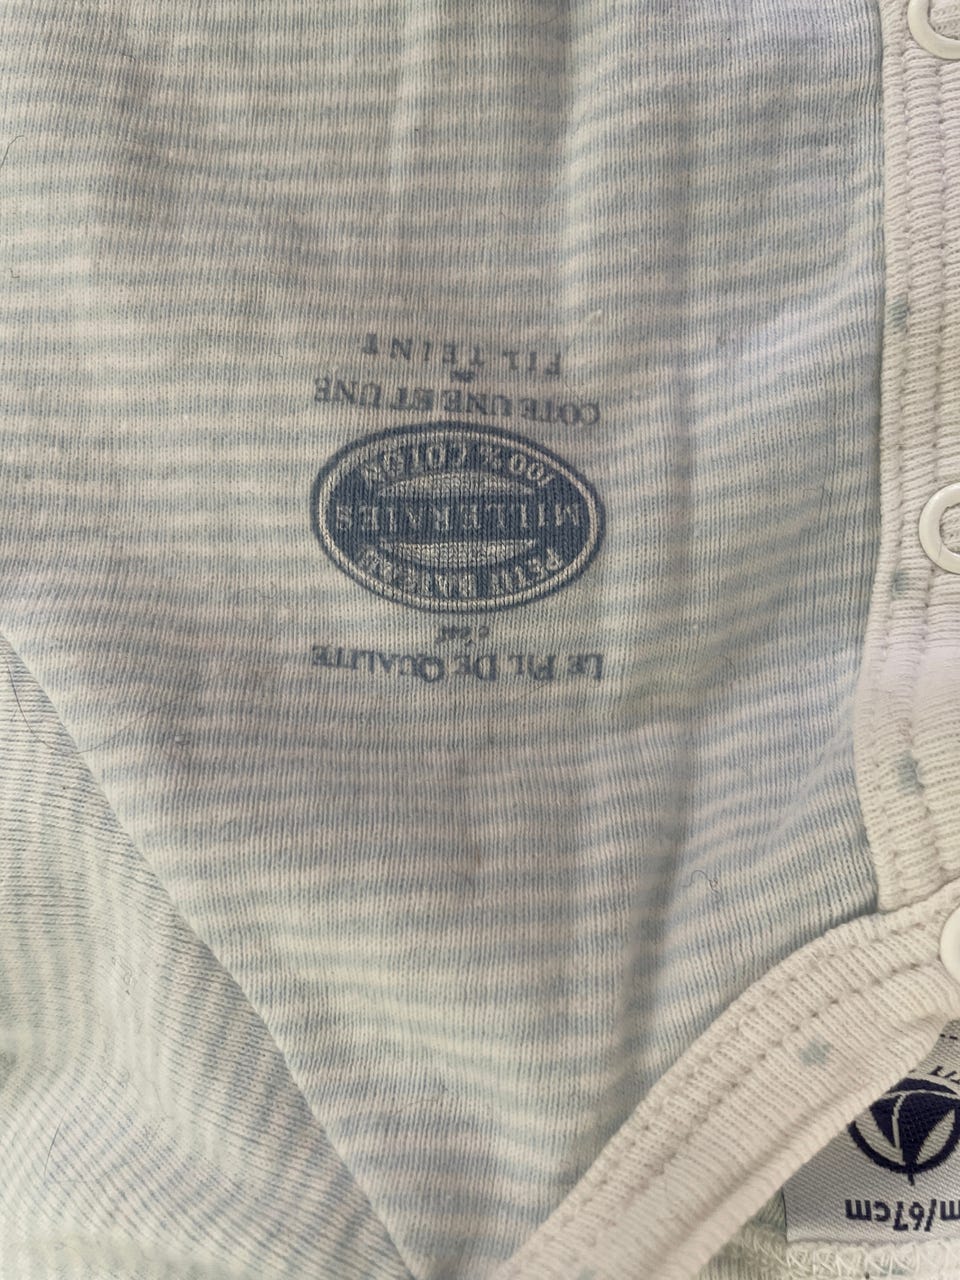 LE FIL DE QUALITE
c'est
PETIT BATEAU
MILLERAIES
100% COTON
COTE UNE ET UNE
FIL TEINT
m/67cm